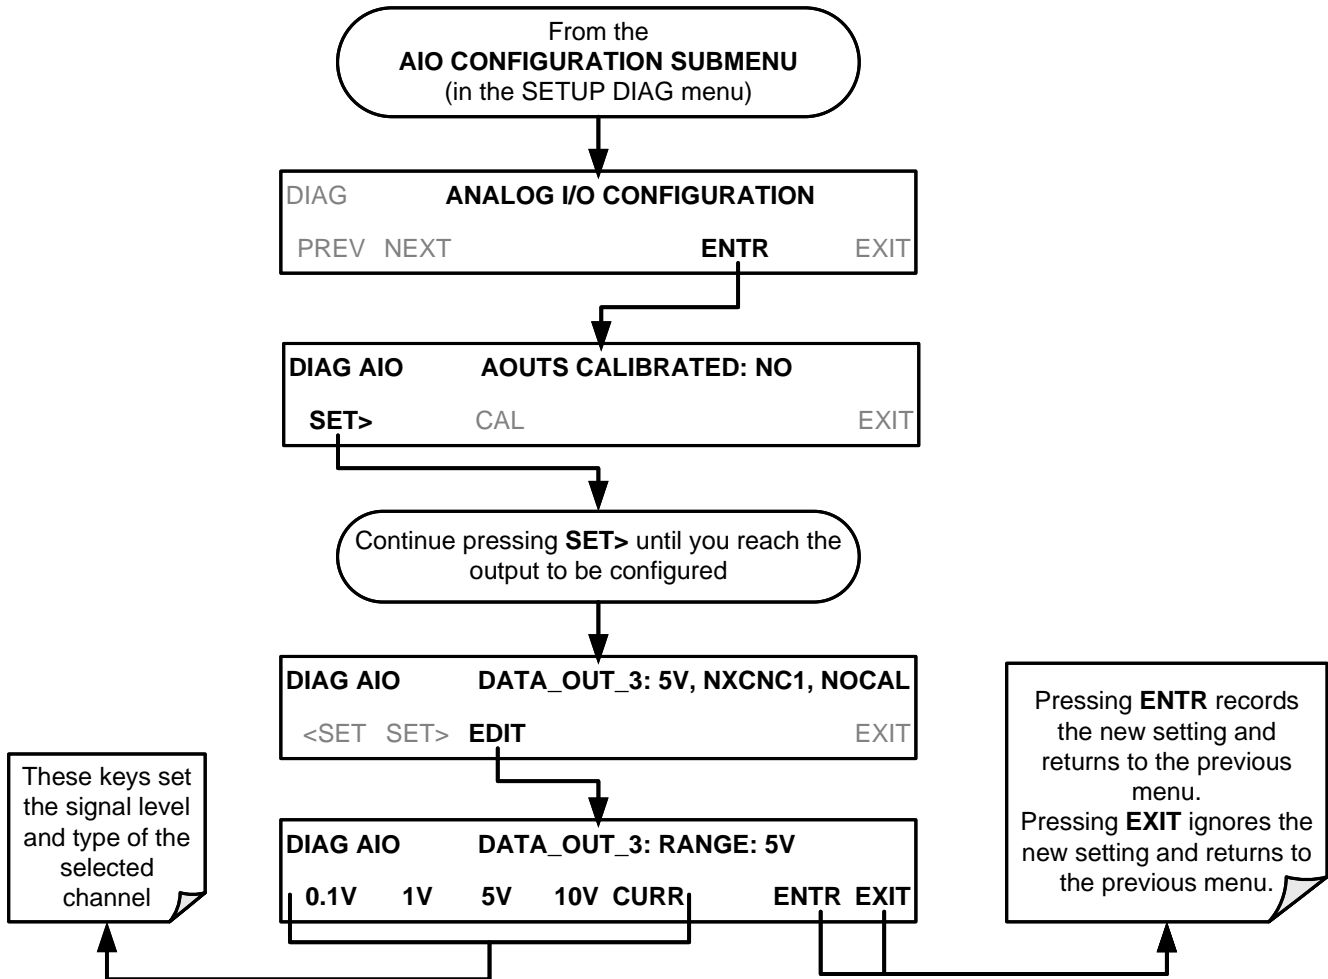 From the
AIO CONFIGURATION SUBMENU
(in the SETUP DIAG menu)
DIAG ANALOG I/O CONFIGURATION
PREV NEXT ENTR EXIT
DIAG AIO AOUTS CALIBRATED: NO
SET> CAL EXIT
Continue pressing SET> until you reach the
output to be configured
DIAG AIO DATA_OUT_3: 5V, NXCNC1, NOCAL
<SET SET> EDIT EXIT
DIAG AIO DATA_OUT_3: RANGE: 5V
0.1V 1V 5V 10V CURR ENTR EXIT
These keys set
the signal level
and type of the
selected
channel
Pressing ENTR records
the new setting and
returns to the previous
menu.
Pressing EXIT ignores the
new setting and returns to
the previous menu.